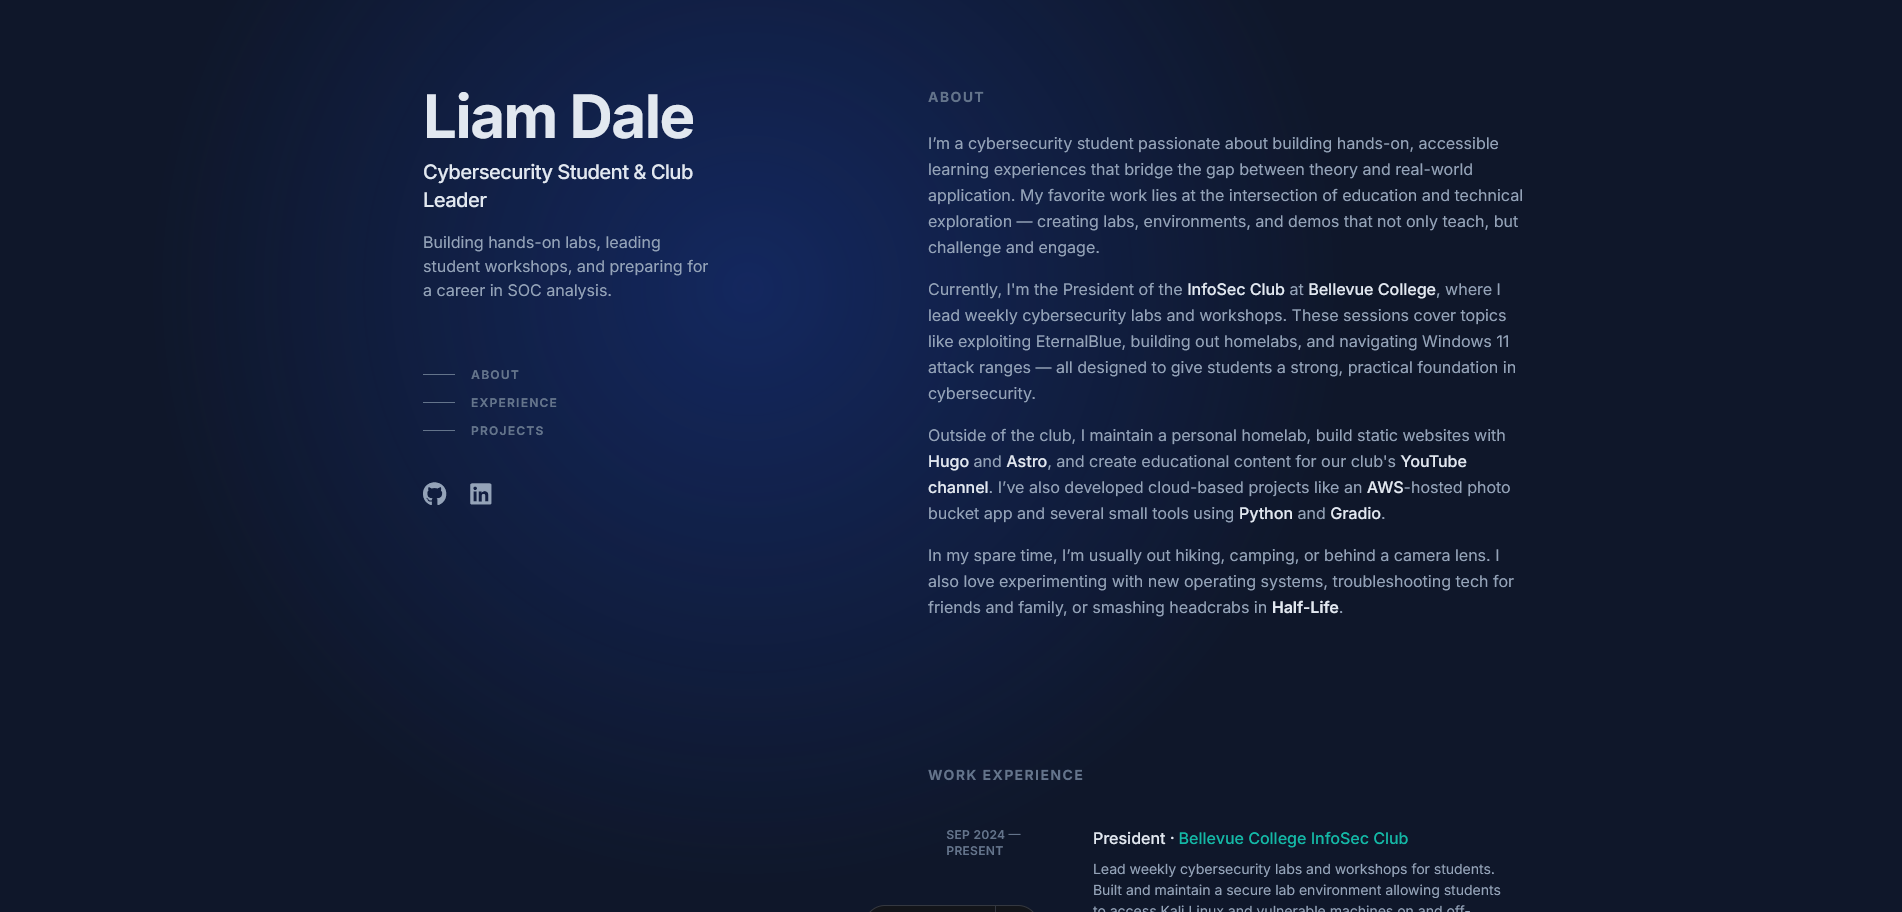 Liam Dale
Cybersecurity Student & Club
Leader
Building hands-on labs, leading
student workshops, and preparing for
a career in SOC analysis.
ABOUT
EXPERIENCE
PROJECTS
ABOUT
I’m a cybersecurity student passionate about building hands-on, accessible
learning experiences that bridge the gap between theory and real-world
application. My favorite work lies at the intersection of education and technical
exploration — creating labs, environments, and demos that not only teach, but
challenge and engage.
Currently, I'm the President of the InfoSec Club at Bellevue College, where I
lead weekly cybersecurity labs and workshops. These sessions cover topics
like exploiting EternalBlue, building out homelabs, and navigating Windows 11
attack ranges — all designed to give students a strong, practical foundation in
cybersecurity.
Outside of the club, I maintain a personal homelab, build static websites with
Hugo and Astro, and create educational content for our club's YouTube
channel. I’ve also developed cloud-based projects like an AWS-hosted photo
bucket app and several small tools using Python and Gradio.
In my spare time, I’m usually out hiking, camping, or behind a camera lens. I
also love experimenting with new operating systems, troubleshooting tech for
friends and family, or smashing headcrabs in Half-Life.
WORK EXPERIENCE
SEP 2024 —
PRESENT
President · Bellevue College InfoSec Club
Lead weekly cybersecurity labs and workshops for students.
Built and maintain a secure lab environment allowing students
to access Kali Linux and vulnerable machines on and off-